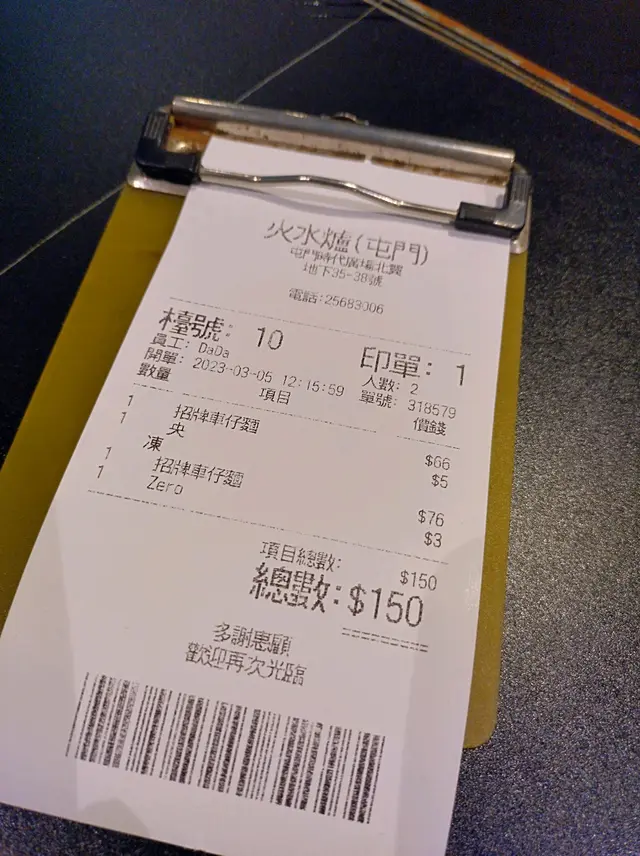 火水爐(屯門)
屯門時代廣場北翼
地下35-38號
電話:25683006
檯號: 10 印單: 1
員工: DaDa 人數: 2
開單: 2023-03-05 12:15:59 單號: 318579
數量 項目 價錢
1 招牌車仔麵 $66
1 央 $5
凍
1 招牌車仔麵 $76
1 Zero $3
項目總數: $150
總數: $150
多謝惠顧
歡迎再次光臨